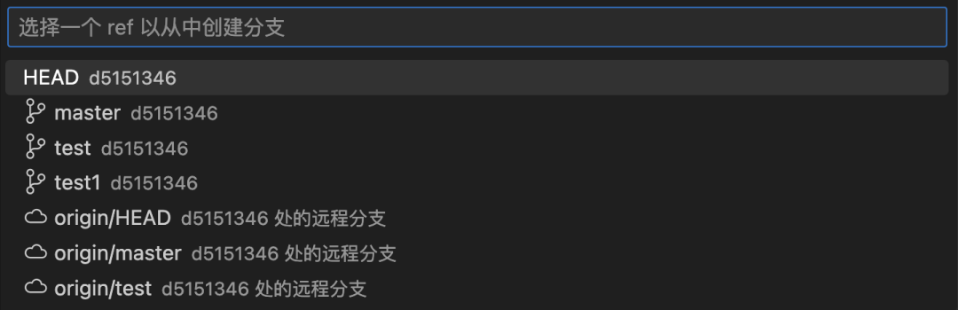 选择一个 ref 以从中创建分支
HEAD d5151346
master d5151346
test d5151346
test1 d5151346
origin/HEAD d5151346 处的远程分支
origin/master d5151346 处的远程分支
origin/test d5151346 处的远程分支